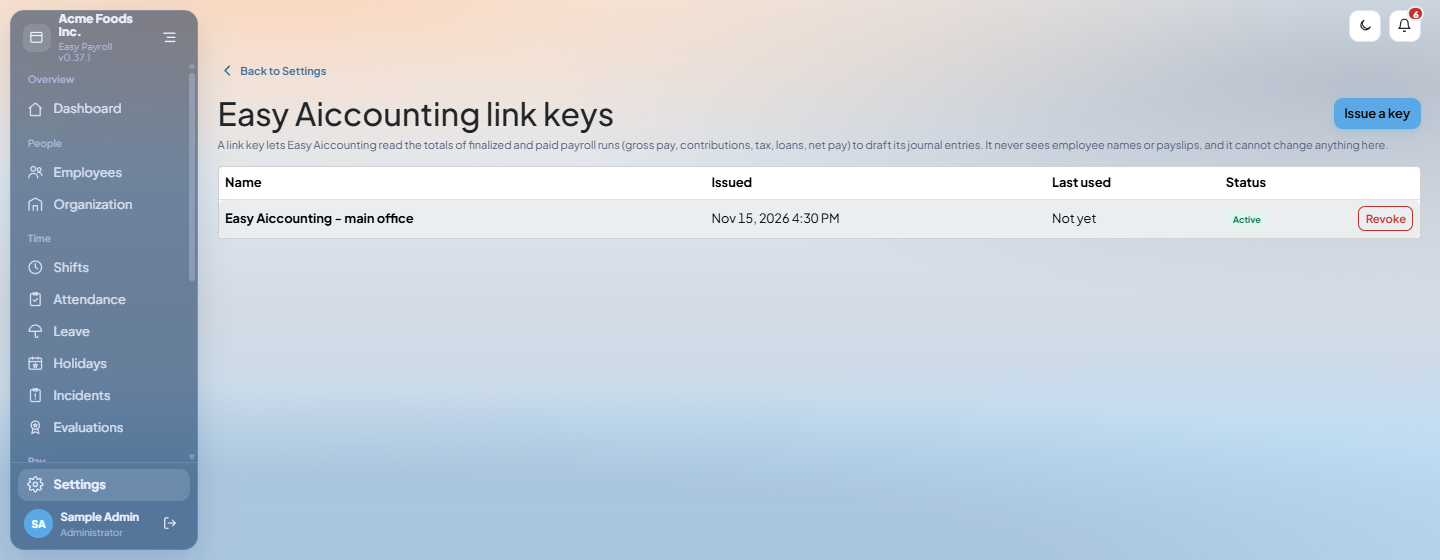 Acme Foods
Inc.
Easy Payroll
v0.37.1
Overview
Dashboard
People
Employees
Organization
Time
Shifts
Attendance
Leave
Holidays
Incidents
Evaluations
Pay
Settings
SA
Sample Admin
Administrator
6
Back to Settings
Easy Aiccounting link keys
Issue a key
A link key lets Easy Aiccounting read the totals of finalized and paid payroll runs (gross pay, contributions, tax, loans, net pay) to draft its journal entries. It never sees employee names or payslips, and it cannot change anything here.
Name Issued Last used Status
Easy Aiccounting – main office Nov 15, 2026 4:30 PM Not yet Active Revoke